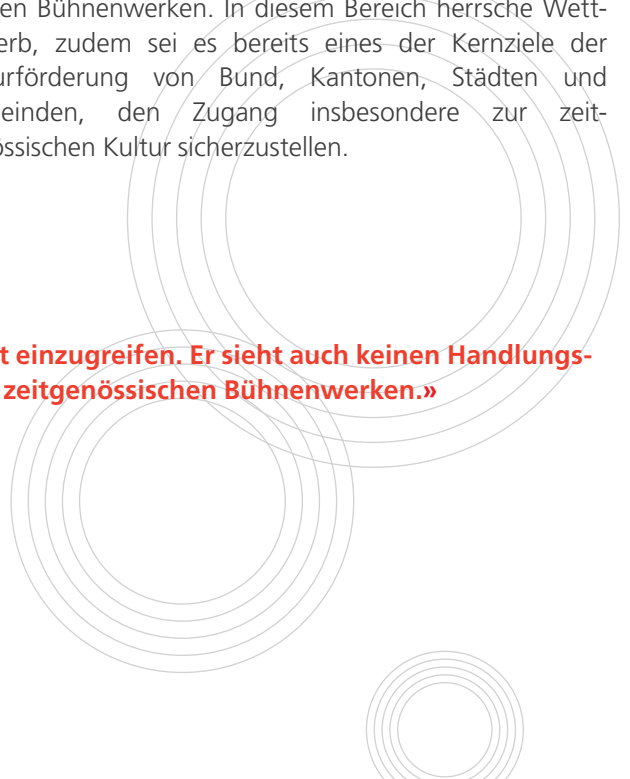 en Bühnenwerken. In diesem Bereich herrsche Wett-
erb, zudem sei es bereits eines der Kernziele der
urförderung von Bund, Kantonen, Städten und
einden, den Zugang insbesondere zur zeit-
össischen Kultur sicherzustellen.
t einzugreifen. Er sieht auch keinen Handlungs-
zeitgenössischen Bühnenwerken.»